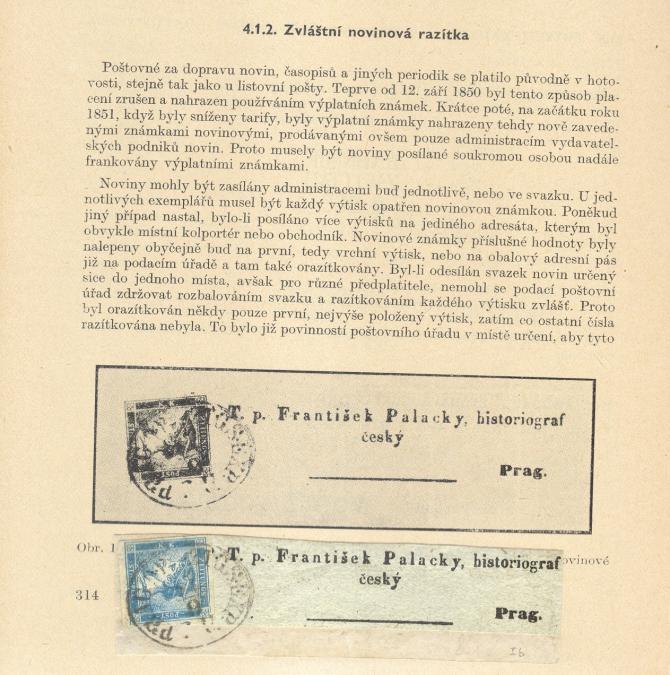 4.1.2. Zvláštní novinová razítka
Poštovné za dopravu novin, časopisů a jiných periodik se platilo původně v hoto-
vosti, stejně tak jako u listovní pošty. Teprve od 12. září 1850 byl tento způsob pla-
cení zrušen a nahrazen používáním výplatních známek. Krátce poté, na začátku roku
1851, když byly sníženy tarify, byly výplatní známky nahrazeny tehdy nově zavede-
nými známkami novinovými, prodávanými ovšem pouze administracím vydavatel-
ských podniků novin. Proto musely být noviny posílané soukromou osobou nadále
frankovány výplatními známkami.
Noviny mohly být zasílány administracemi buď jednotlivě, nebo ve svazku. U jed-
notlivých exemplářů musel být každý výtisk opatřen novinovou známkou. Poněkud
jiný případ nastal, bylo-li posíláno více výtisků na jediného adresáta, kterým byl
obvykle místní kolportér nebo obchodník. Novinové známky příslušné hodnoty byly
nalepeny obyčejně buď na první, tedy vrchní výtisk, nebo na obalový adresní pás
již na podacím úřadě a tam také orazítkovány. Byl-li odesílán svazek novin určený
sice do jednoho místa, avšak pro různé předplatitele, nemohl se podací poštovní
úřad zdržovat rozbalováním svazku a razítkováním každého výtisku zvlášť. Proto
byl orazítkován někdy pouze první, nejvýše položený výtisk, zatím co ostatní čísla
razítkována nebyla. To bylo již povinností poštovního úřadu v místě určení, aby tyto
T. p. František Palacky, historiograf
český
Prag.
Obr. 1
T. p. František Palacky, historiograf
ovinové
český
314
Prag.
I6